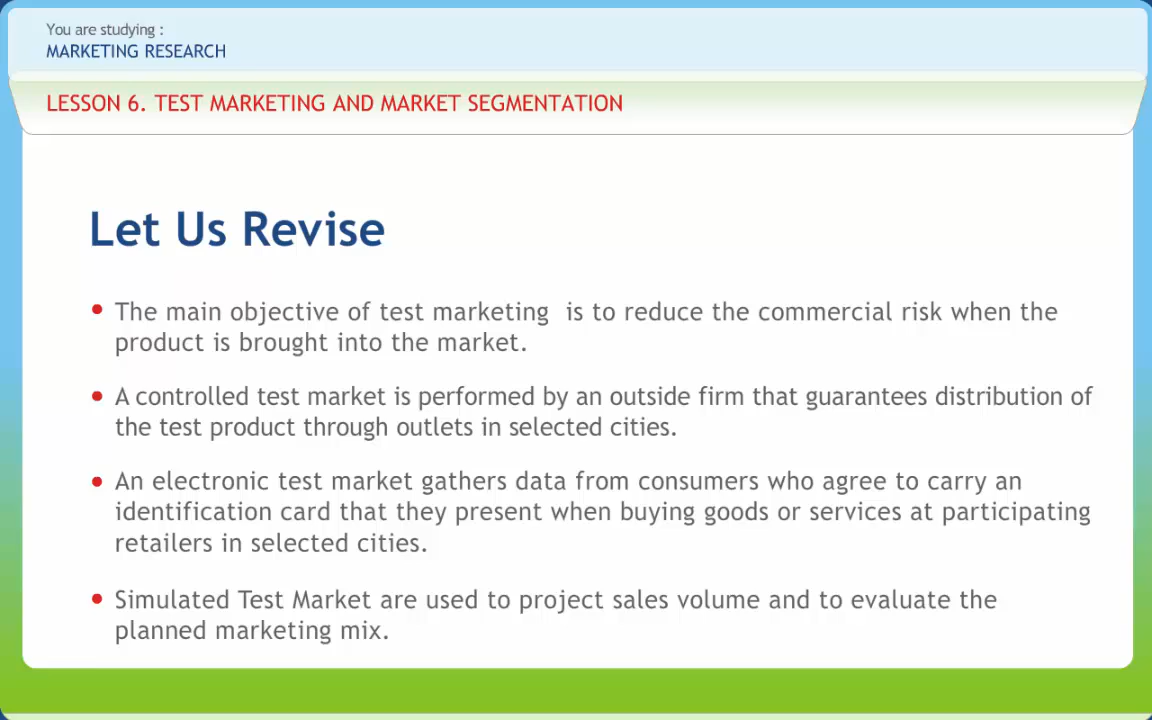 You are studying :
MARKETING RESEARCH
LESSON 6. TEST MARKETING AND MARKET SEGMENTATION
Let Us Revise
• The main objective of test marketing  is to reduce the commercial risk when the
product is brought into the market.
• A controlled test market is performed by an outside firm that guarantees distribution of
the test product through outlets in selected cities.
• An electronic test market gathers data from consumers who agree to carry an
identification card that they present when buying goods or services at participating
retailers in selected cities.
• Simulated Test Market are used to project sales volume and to evaluate the
planned marketing mix.